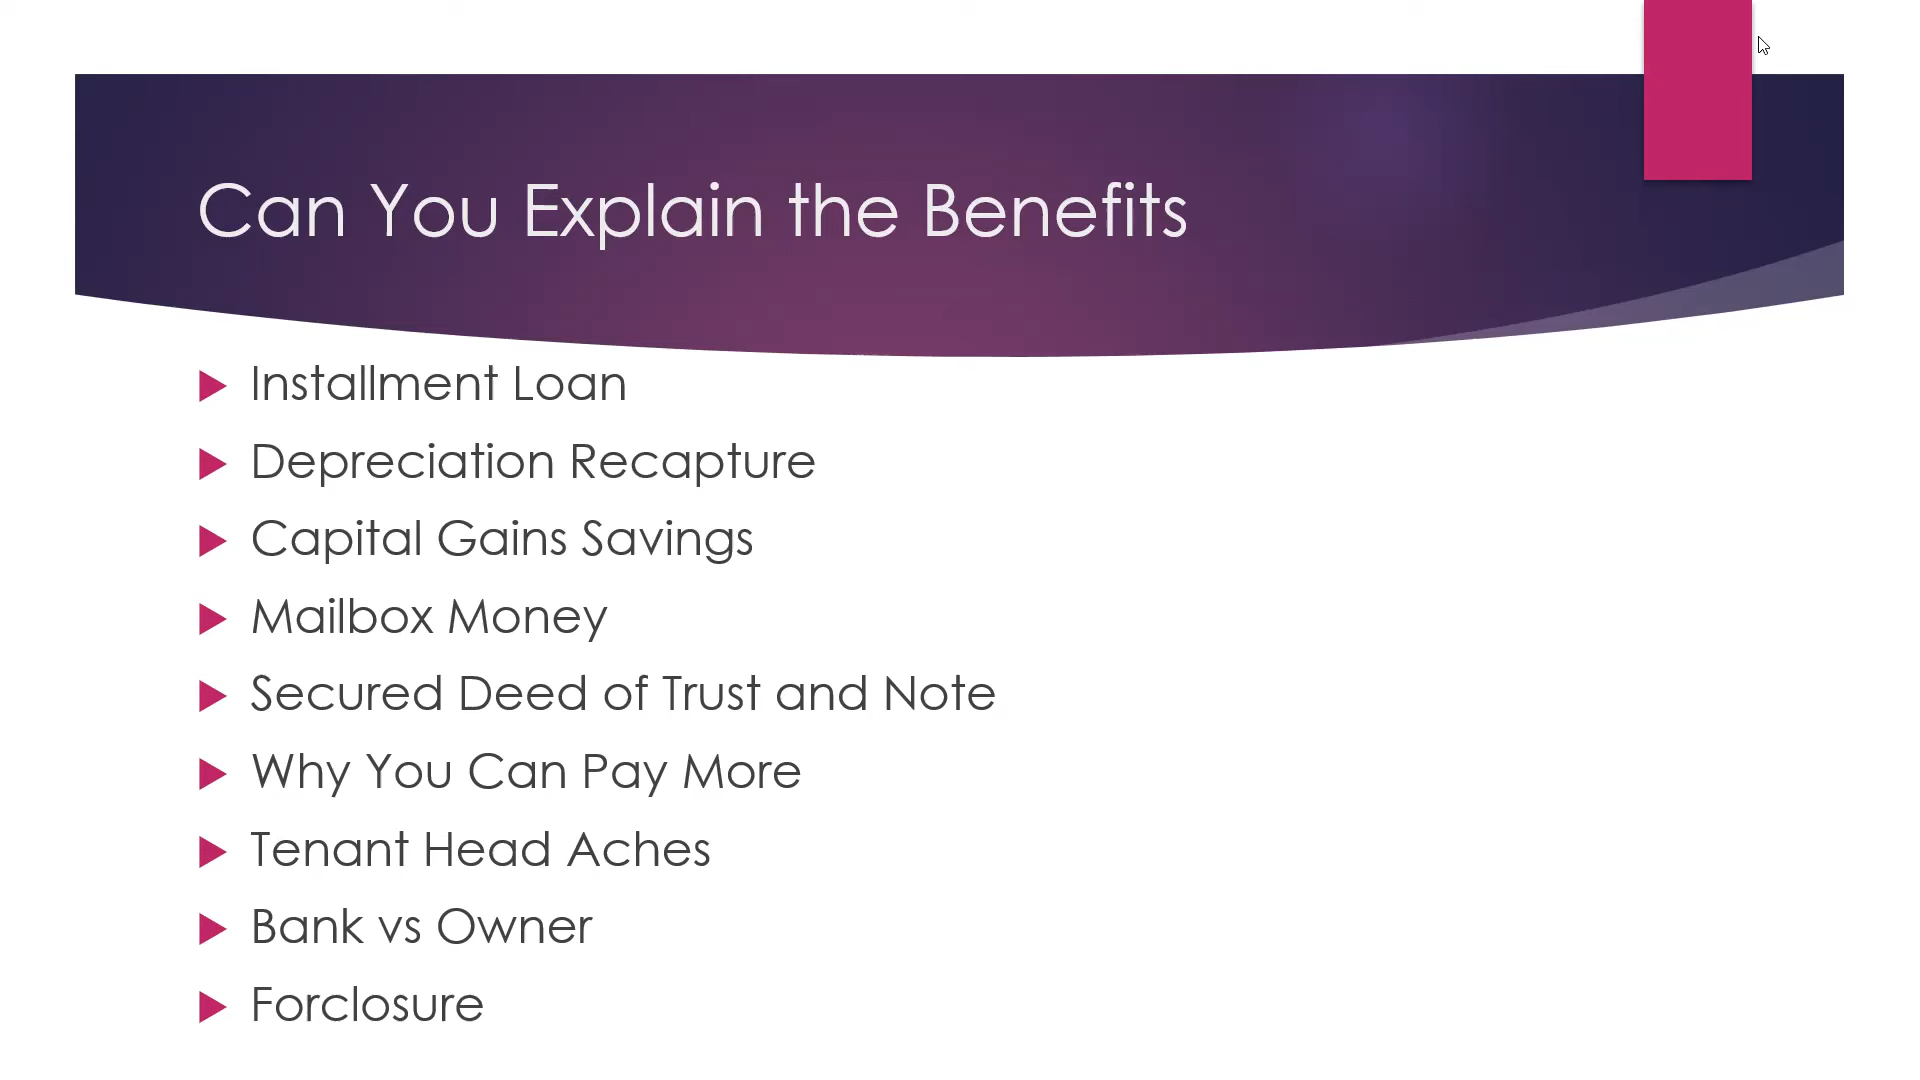 Can You Explain the Benefits
Installment Loan
Depreciation Recapture
Capital Gains Savings
Mailbox Money
Secured Deed of Trust and Note
Why You Can Pay More
Tenant Head Aches
Bank vs Owner
Forclosure